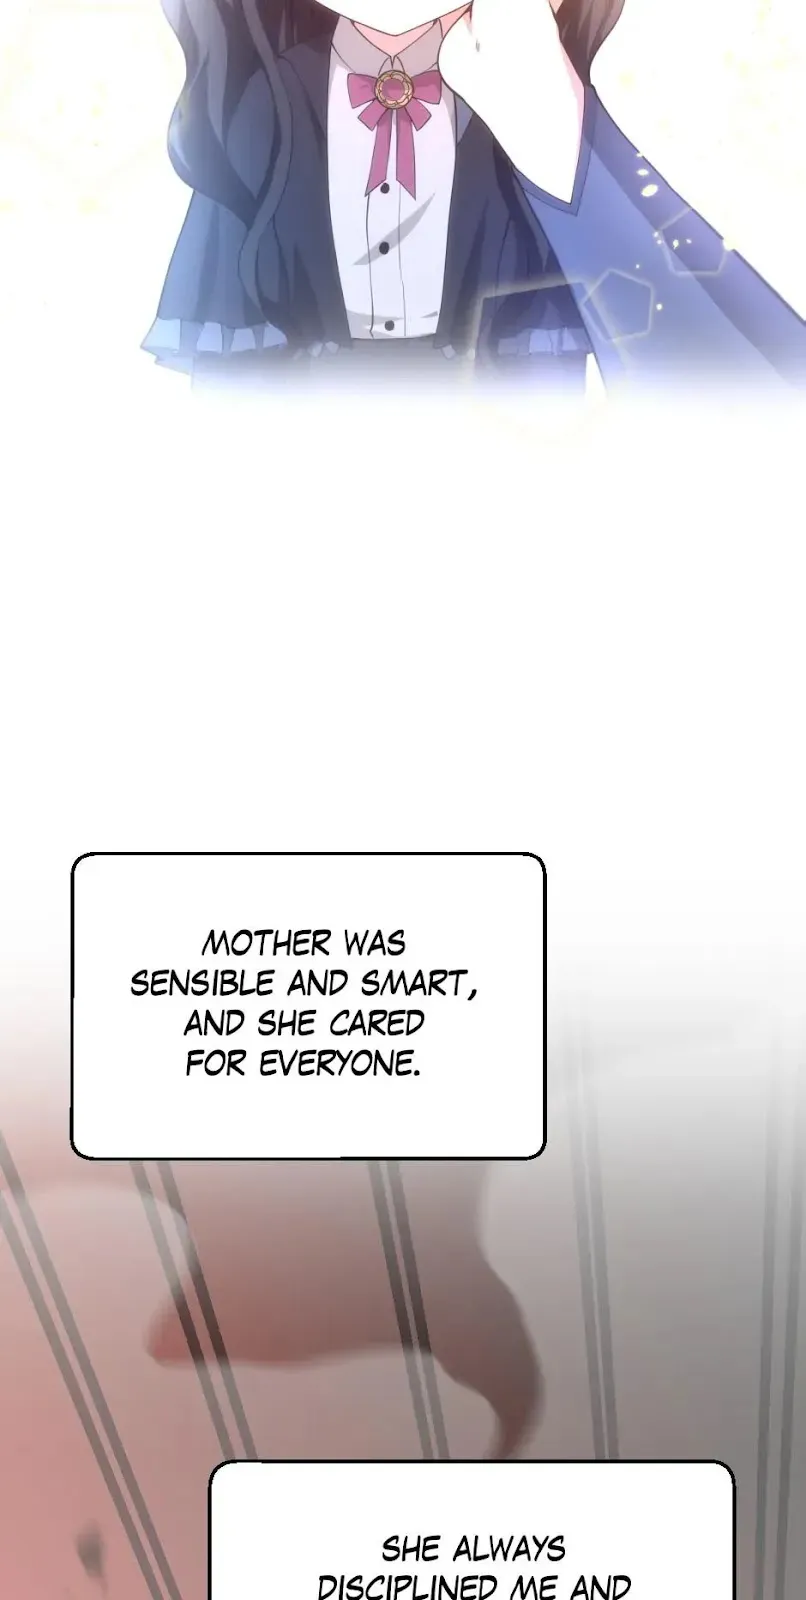 MOTHER WAS
SENSIBLE AND SMART,
AND SHE CARED
FOR EVERYONE.
SHE ALWAYS
DISCIPLINED ME AND